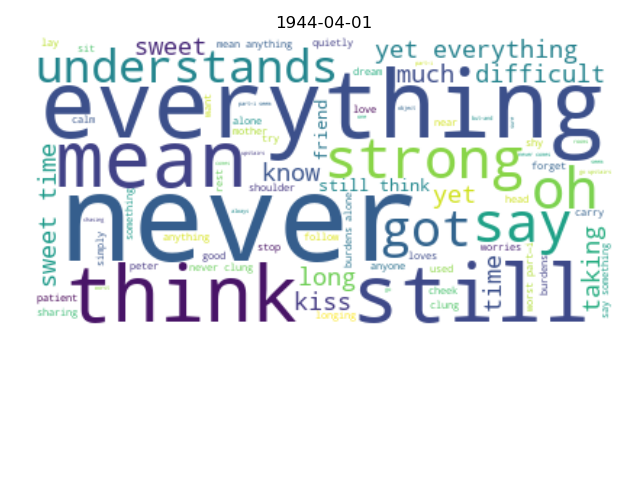 1944-04-01
lay
sit
sweet
mean anything
quietly
yet everything
understands
dream
much
difficult
everything
calm
want
alone
mother
try
friend
love
near
mean
know
strong
shy
forget
oh
sweet time
something
rest
shoulder
still think
yet
head
carry
never
got
say
simply
anything
good
never clung
follow
stop
burdens alone
anyone
loves
worries
taking
say something
patient
peter
sharing
think
long
kiss
longing
still
used
cheek
clung
time
burdens